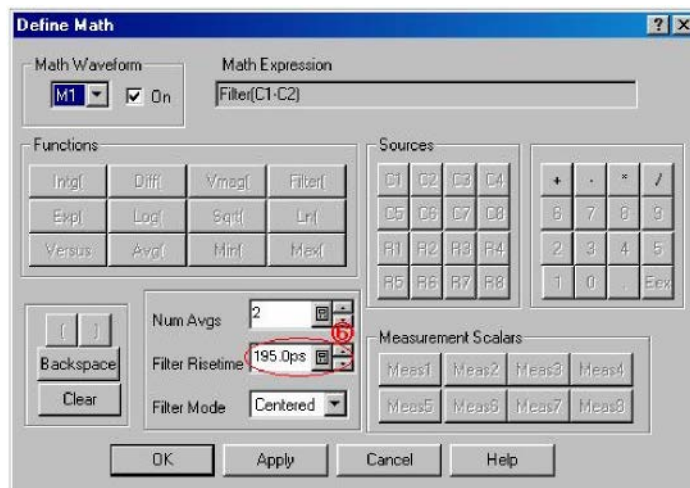 Define Math
Math Waveform
M1
On
Math Expression
Filter(C1-C2)
Functions
Intg( Diff( Vmag( Filter(
Exp( Log( Sqrt( Ln(
Versus Avg( Min( Max(
Sources
C1 C2 C3 C4
C5 C6 C7 C8
R1 R2 R3 R4
R5 R6 R7 R8
+ - * /
6 7 8 9
2 3 4 5
1 0 . Eex
( )
Backspace
Clear
Num Avgs 2
⑥
Filter Risetime 195.0ps
Filter Mode Centered
Measurement Scalars
Meas1 Meas2 Meas3 Meas4
Meas5 Meas6 Meas7 Meas8
OK Apply Cancel Help